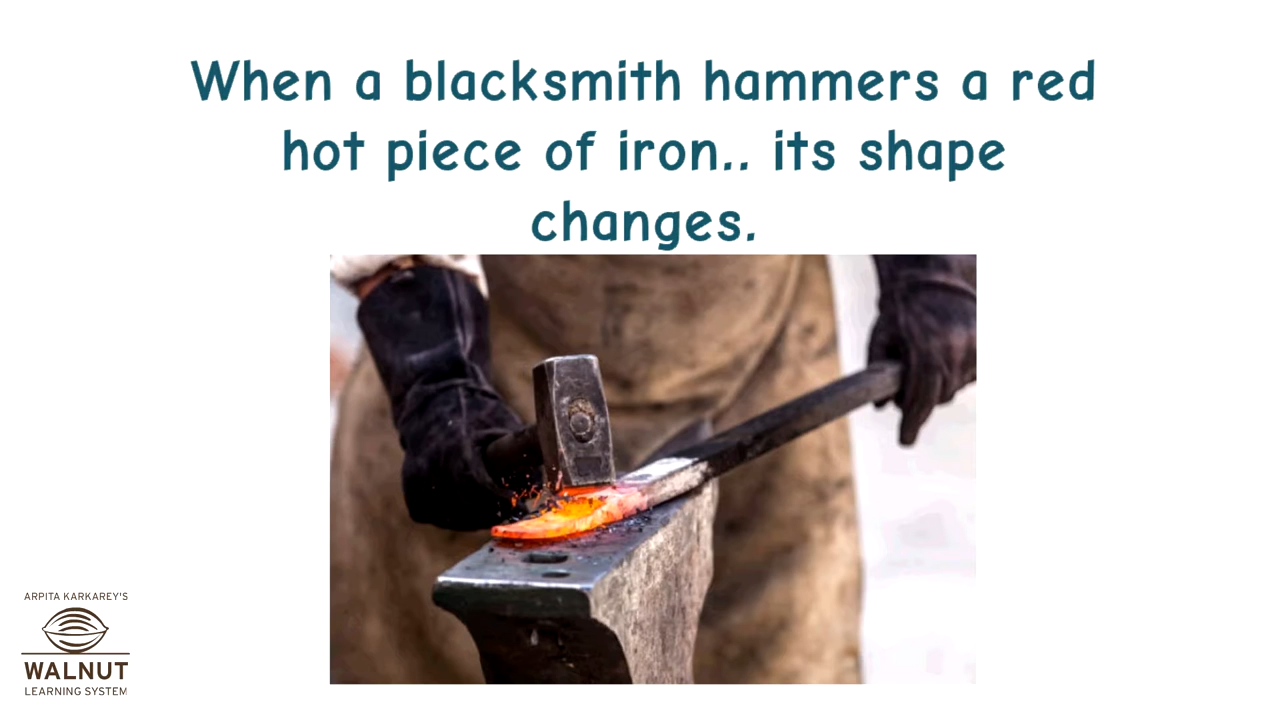 When a blacksmith hammers a red
hot piece of iron.. its shape
changes.
ARPITA KARKAREY'S
WALNUT
LEARNING SYSTEM